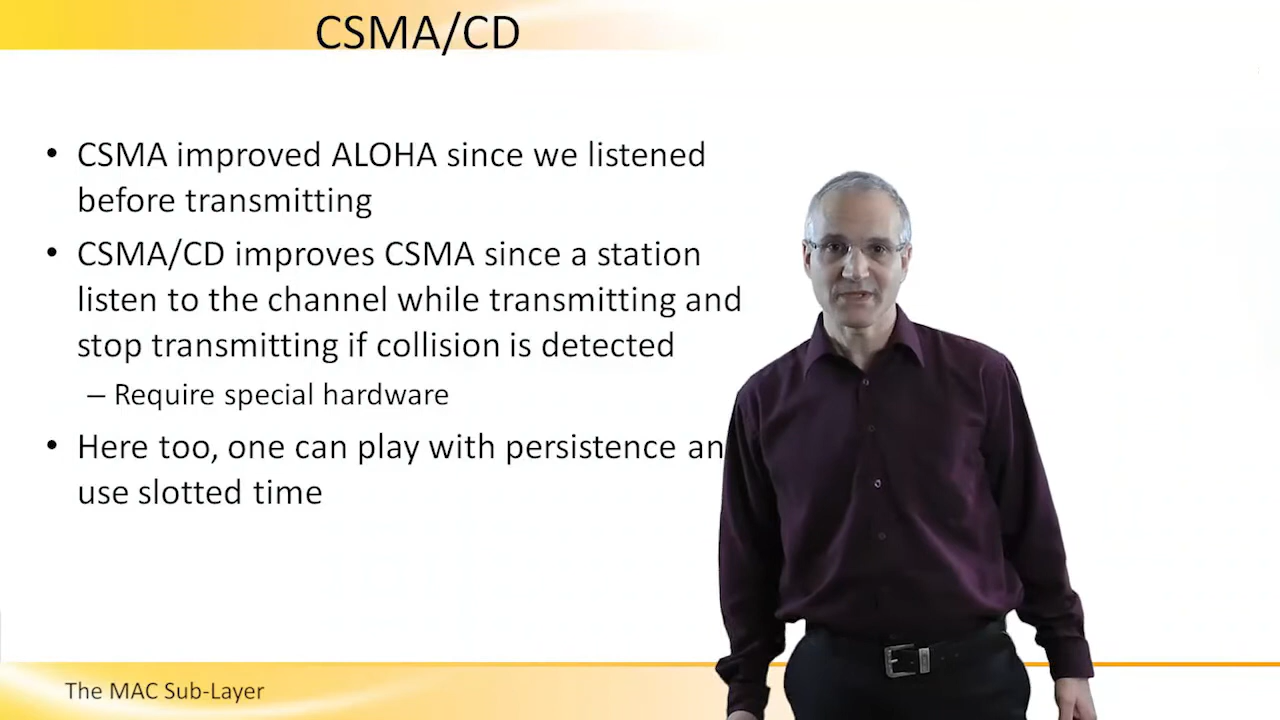 CSMA/CD
• CSMA improved ALOHA since we listened
before transmitting
• CSMA/CD improves CSMA since a station
listen to the channel while transmitting and
stop transmitting if collision is detected
– Require special hardware
• Here too, one can play with persistence an
use slotted time
The MAC Sub-Layer